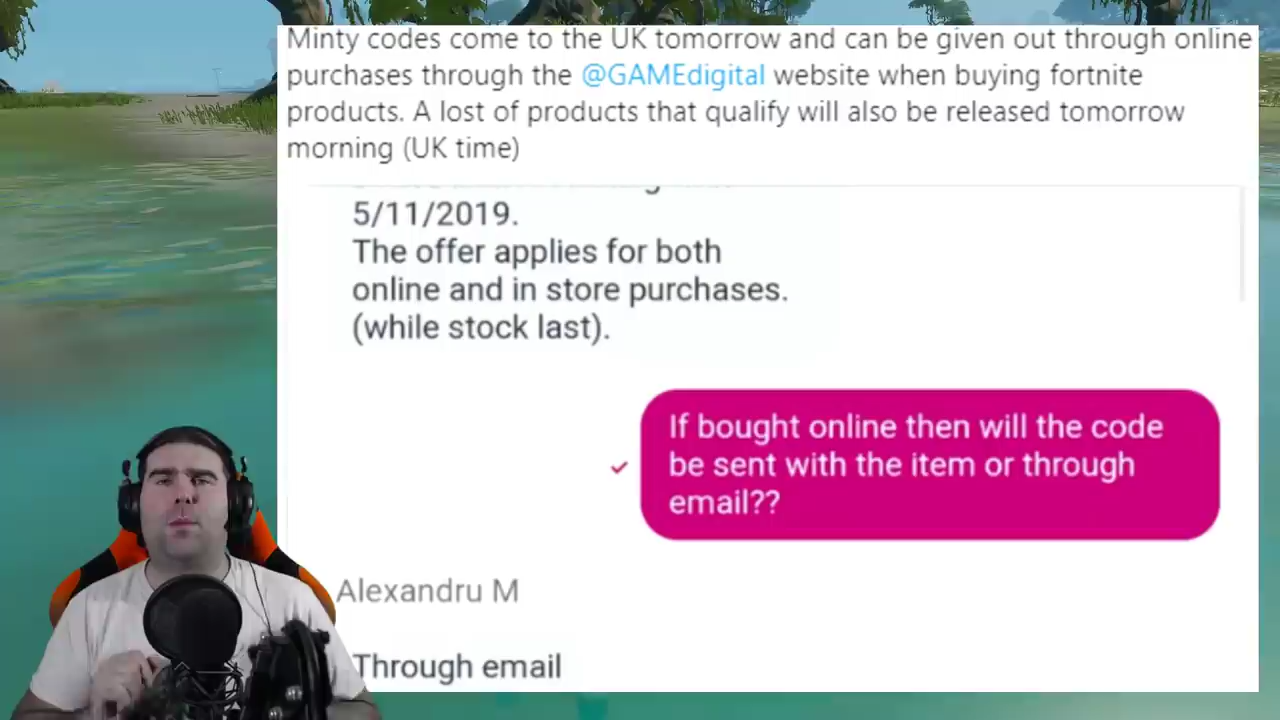 Minty codes come to the UK tomorrow and can be given out through online
purchases through the @GAMEdigital website when buying fortnite
products. A lost of products that qualify will also be released tomorrow
morning (UK time)
5/11/2019.
The offer applies for both
online and in store purchases.
(while stock last).
If bought online then will the code
be sent with the item or through
email??
Alexandru M
Through email